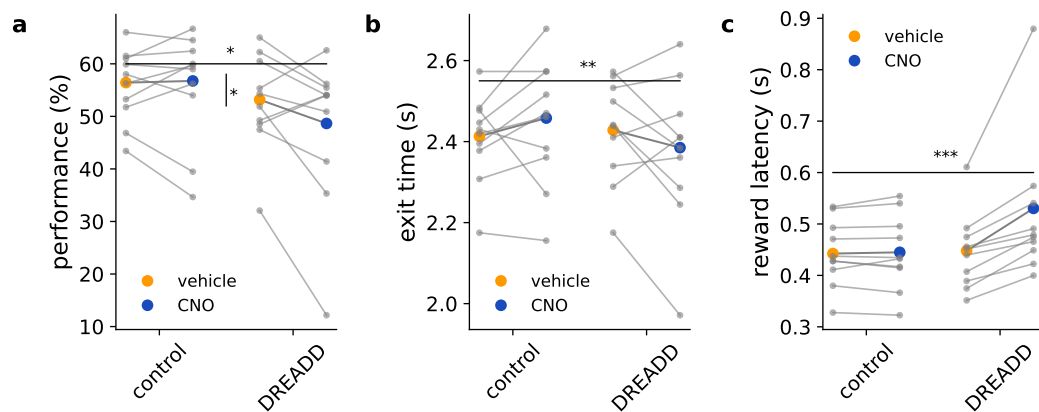 a
performance (%)
60
50
40
30
20
10
*
*
vehicle
CNO
control
DREADD
b
exit time (s)
2.6
2.4
2.2
2.0
**
vehicle
CNO
control
DREADD
c
reward latency (s)
0.9
0.8
0.7
0.6
0.5
0.4
0.3
vehicle
CNO
***
control
DREADD